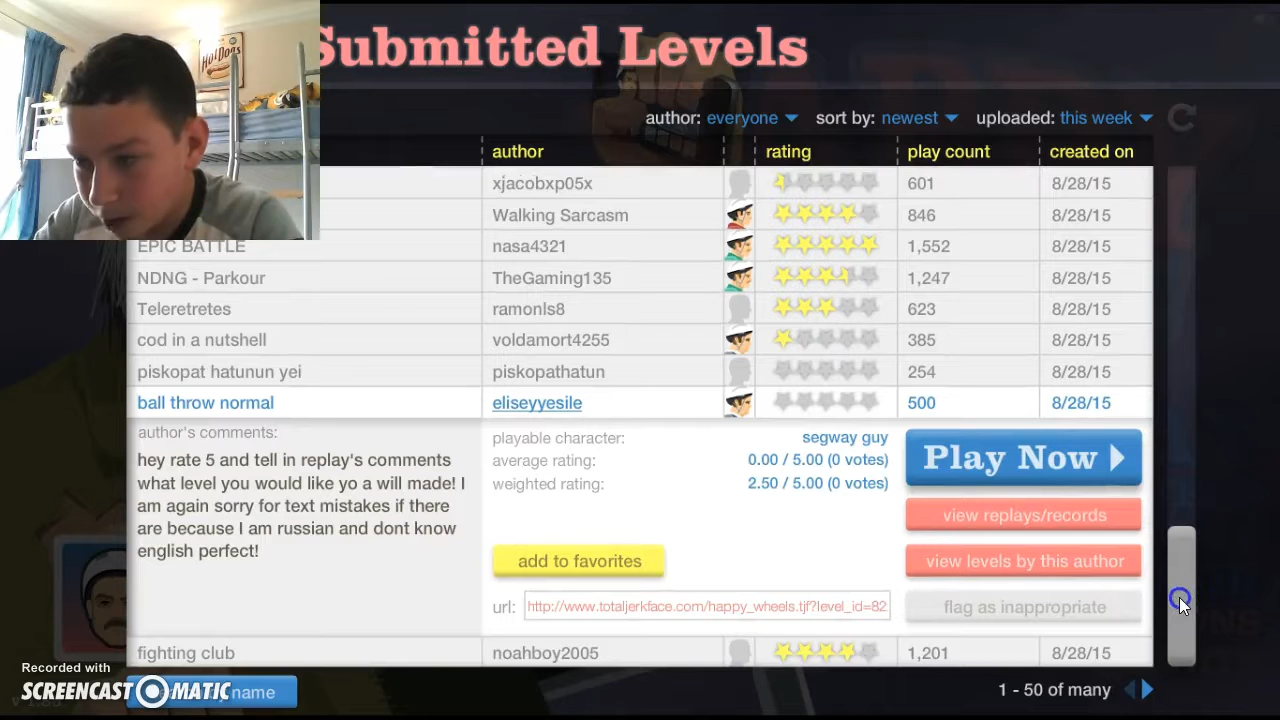 HOT DOGS
Submitted Levels
author: everyone sort by: newest uploaded: this week
author rating play count created on
xjacobxp05x 601 8/28/15
Walking Sarcasm 846 8/28/15
EPIC BATTLE nasa4321 1,552 8/28/15
NDNG - Parkour TheGaming135 1,247 8/28/15
Teleretretes ramonls8 623 8/28/15
cod in a nutshell voldamort4255 385 8/28/15
piskopat hatunun yei piskopathatun 254 8/28/15
ball throw normal eliseyyesile 500 8/28/15
author's comments:
hey rate 5 and tell in replay's comments
what level you would like yo a will made! I
am again sorry for text mistakes if there
are because I am russian and dont know
english perfect!
playable character: segway guy
average rating: 0.00 / 5.00 (0 votes)
weighted rating: 2.50 / 5.00 (0 votes)
Play Now
view replays/records
add to favorites
view levels by this author
url: http://www.totaljerkface.com/happy_wheels.tjf?level_id=82
flag as inappropriate
fighting club noahboy2005 1,201 8/28/15
Recorded with
SCREENCAST MATIC
name
1 - 50 of many